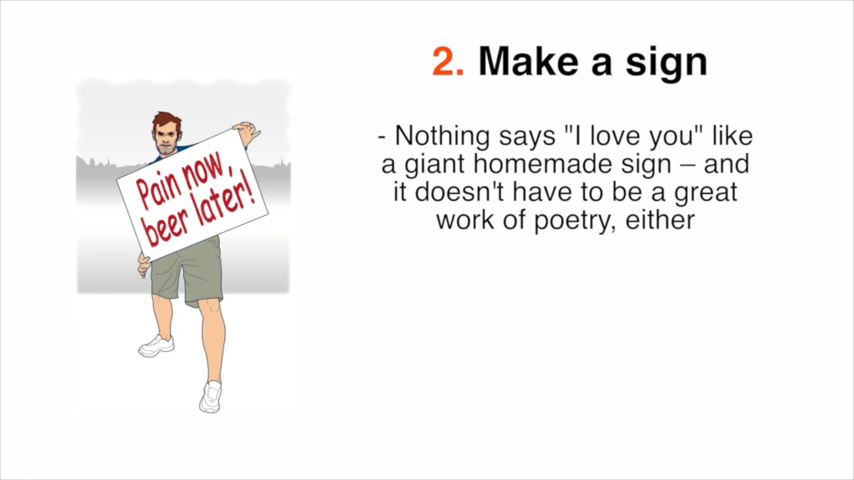 2. Make a sign
- Nothing says "I love you" like
a giant homemade sign – and
it doesn't have to be a great
work of poetry, either
Pain now,
beer later!